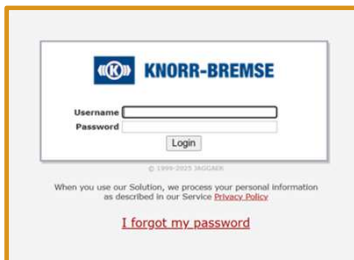 KNORR-BREMSE
Username
Password
Login
© 1999-2025 JAGGAER
When you use our Solution, we process your personal information
as described in our Service Privacy Policy
I forgot my password